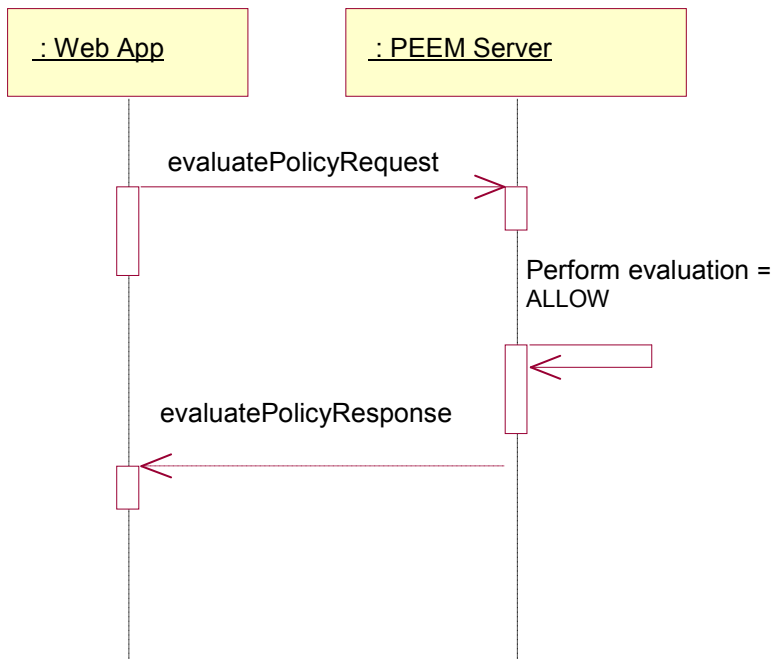 : Web App
: PEEM Server
evaluatePolicyRequest
Perform evaluation =
ALLOW
evaluatePolicyResponse